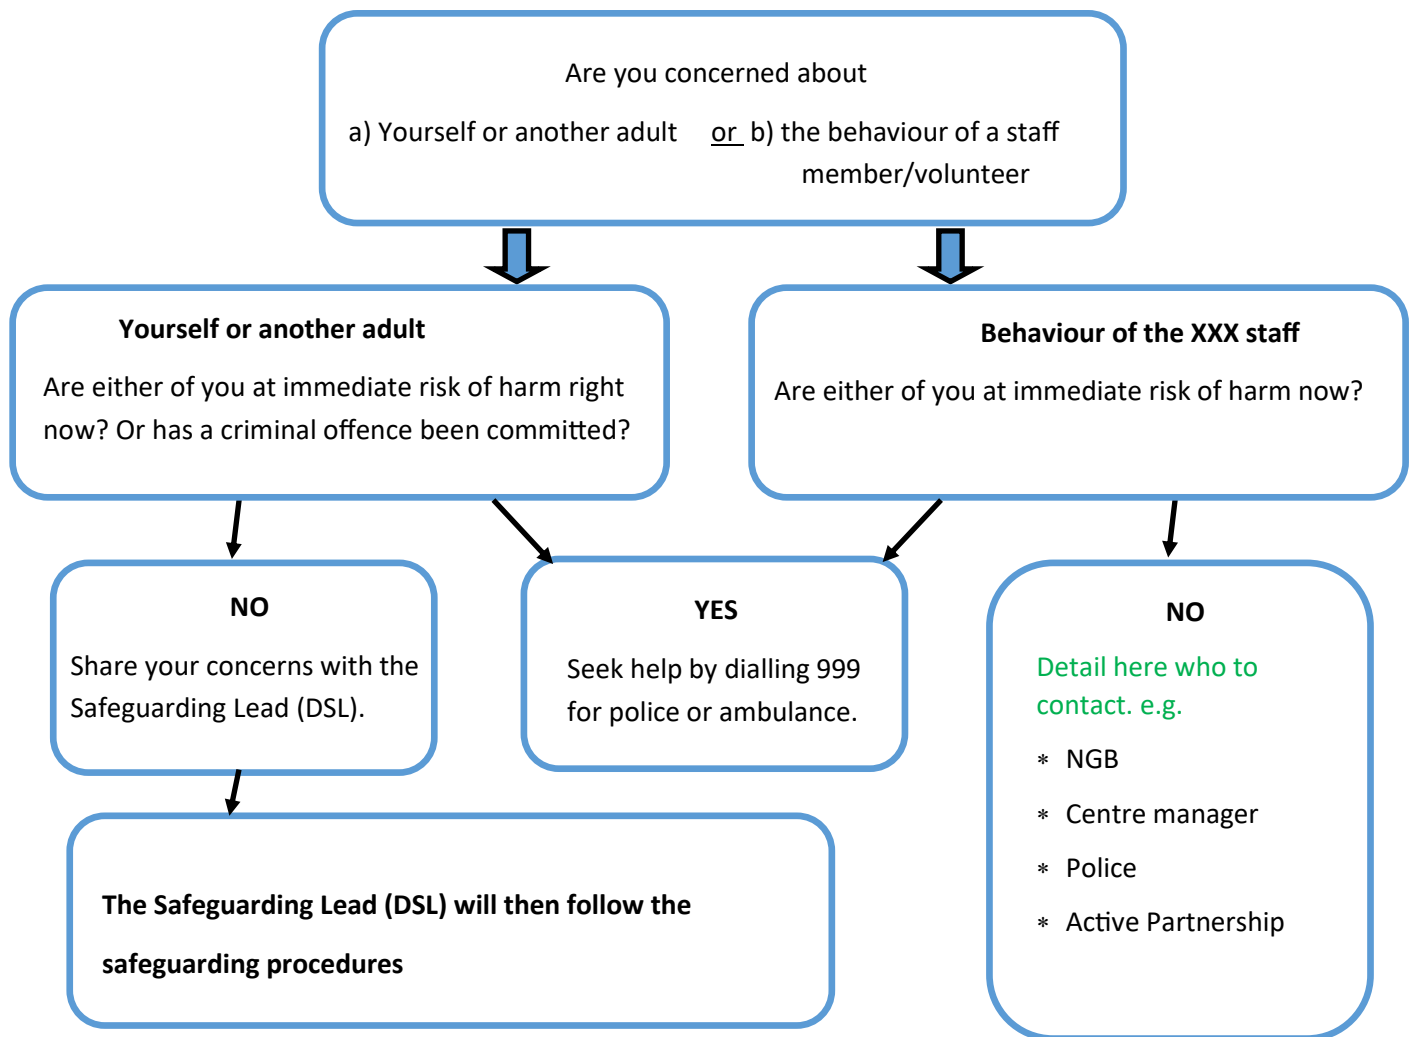 Are you concerned about
a) Yourself or another adult or b) the behaviour of a staff
member/volunteer
Yourself or another adult
Are either of you at immediate risk of harm right
now? Or has a criminal offence been committed?
Behaviour of the XXX staff
Are either of you at immediate risk of harm now?
NO
Share your concerns with the
Safeguarding Lead (DSL).
YES
Seek help by dialling 999
for police or ambulance.
NO
Detail here who to
contact. e.g.
* NGB
* Centre manager
* Police
* Active Partnership
The Safeguarding Lead (DSL) will then follow the
safeguarding procedures